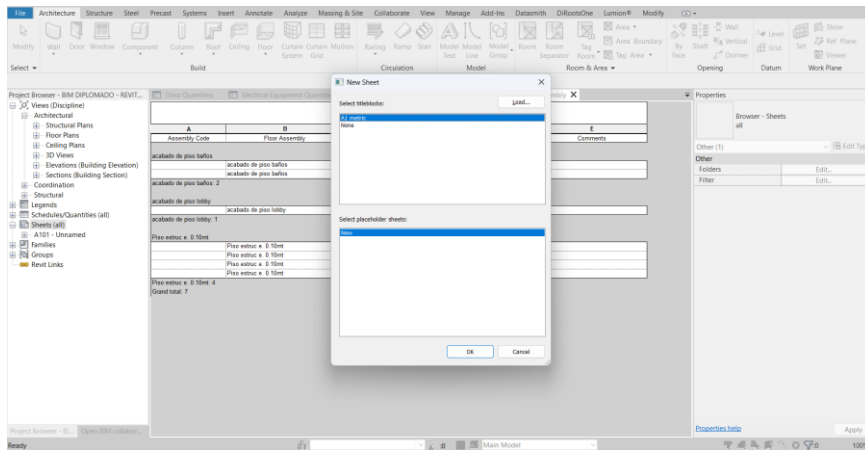 File Architecture Structure Steel Precast Systems Insert Annotate Analyze Massing & Site Collaborate View Manage Add-Ins Datasmith DiRootsOne Lumion® Modify
Modify Wall Door Window Component Column Roof Ceiling Floor Curtain System Curtain Grid Mullion Railing Ramp Stair Model Text Model Line Model Group Room Room Separator Tag Room Area Area Boundary Tag Area By Face Shaft Wall Vertical Dormer Level Grid Set Show Ref Plane Viewer
Select Build Circulation Model Room & Area Opening Datum Work Plane
Project Browser - BIM DIPLOMADO - REVIT...
Views (Discipline)
Architectural
Structural Plans
Floor Plans
Ceiling Plans
3D Views
Elevations (Building Elevation)
Sections (Building Section)
Coordination
Structural
Legends
Schedules/Quantities (all)
Sheets (all)
A101 - Unnamed
Families
Groups
Revit Links
Project Browser - BI... Open BIM collabor...
Door Quantities Electrical Equipment Quanti
A B E
Assembly Code Floor Assembly Comments
acabado de piso baños
acabado de piso baños
acabado de piso baños
acabado de piso baños: 2
acabado de piso lobby
acabado de piso lobby
acabado de piso lobby: 1
Piso estruc e. 0.10mt
Piso estruc e. 0.10mt
Piso estruc e. 0.10mt
Piso estruc e. 0.10mt
Piso estruc e. 0.10mt
Piso estruc e. 0.10mt: 4
Grand total: 7
New Sheet
Select titleblocks: Load...
A1 metric
None
Select placeholder sheets:
New
OK Cancel
Properties
Browser - Sheets
all
Other (1) Edit Typ
Other
Folders Edit...
Filter Edit...
Properties help Apply
Ready :0 Main Model :0 100%